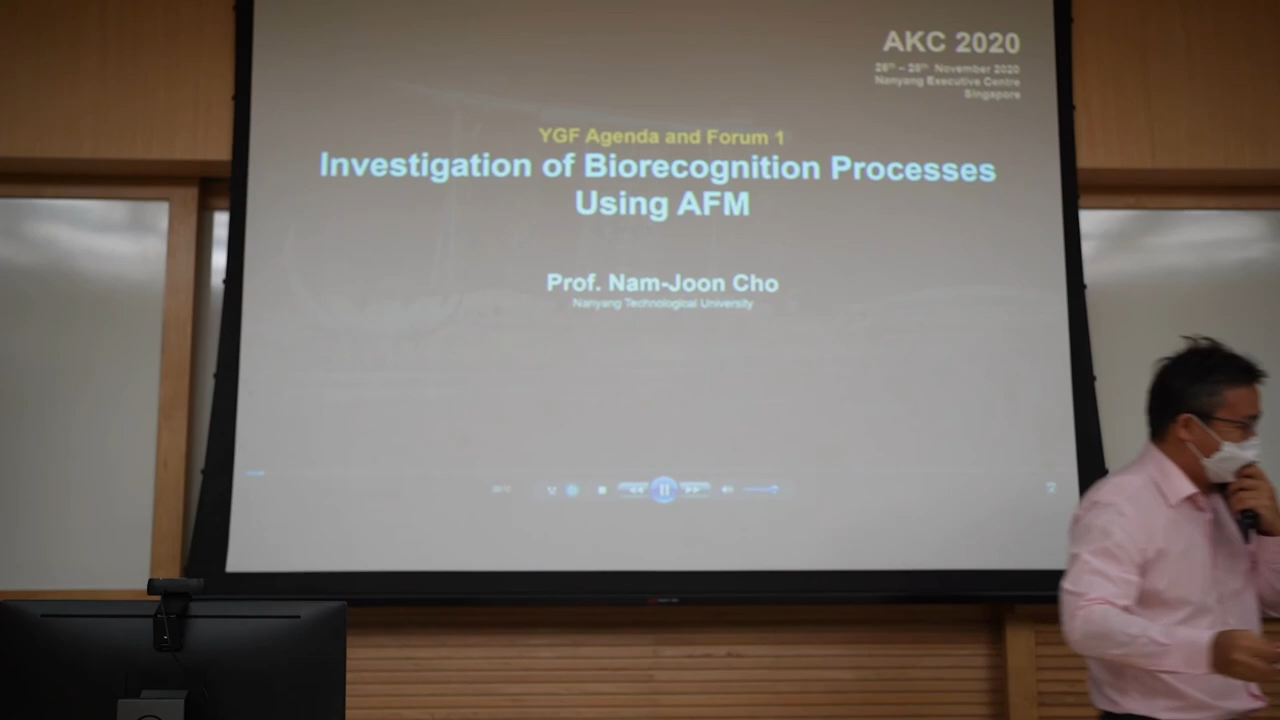 AKC 2020
28th – 29th November 2020
Nanyang Executive Centre
Singapore
YGF Agenda and Forum 1
Investigation of Biorecognition Processes
Using AFM
Prof. Nam-Joon Cho
Nanyang Technological University